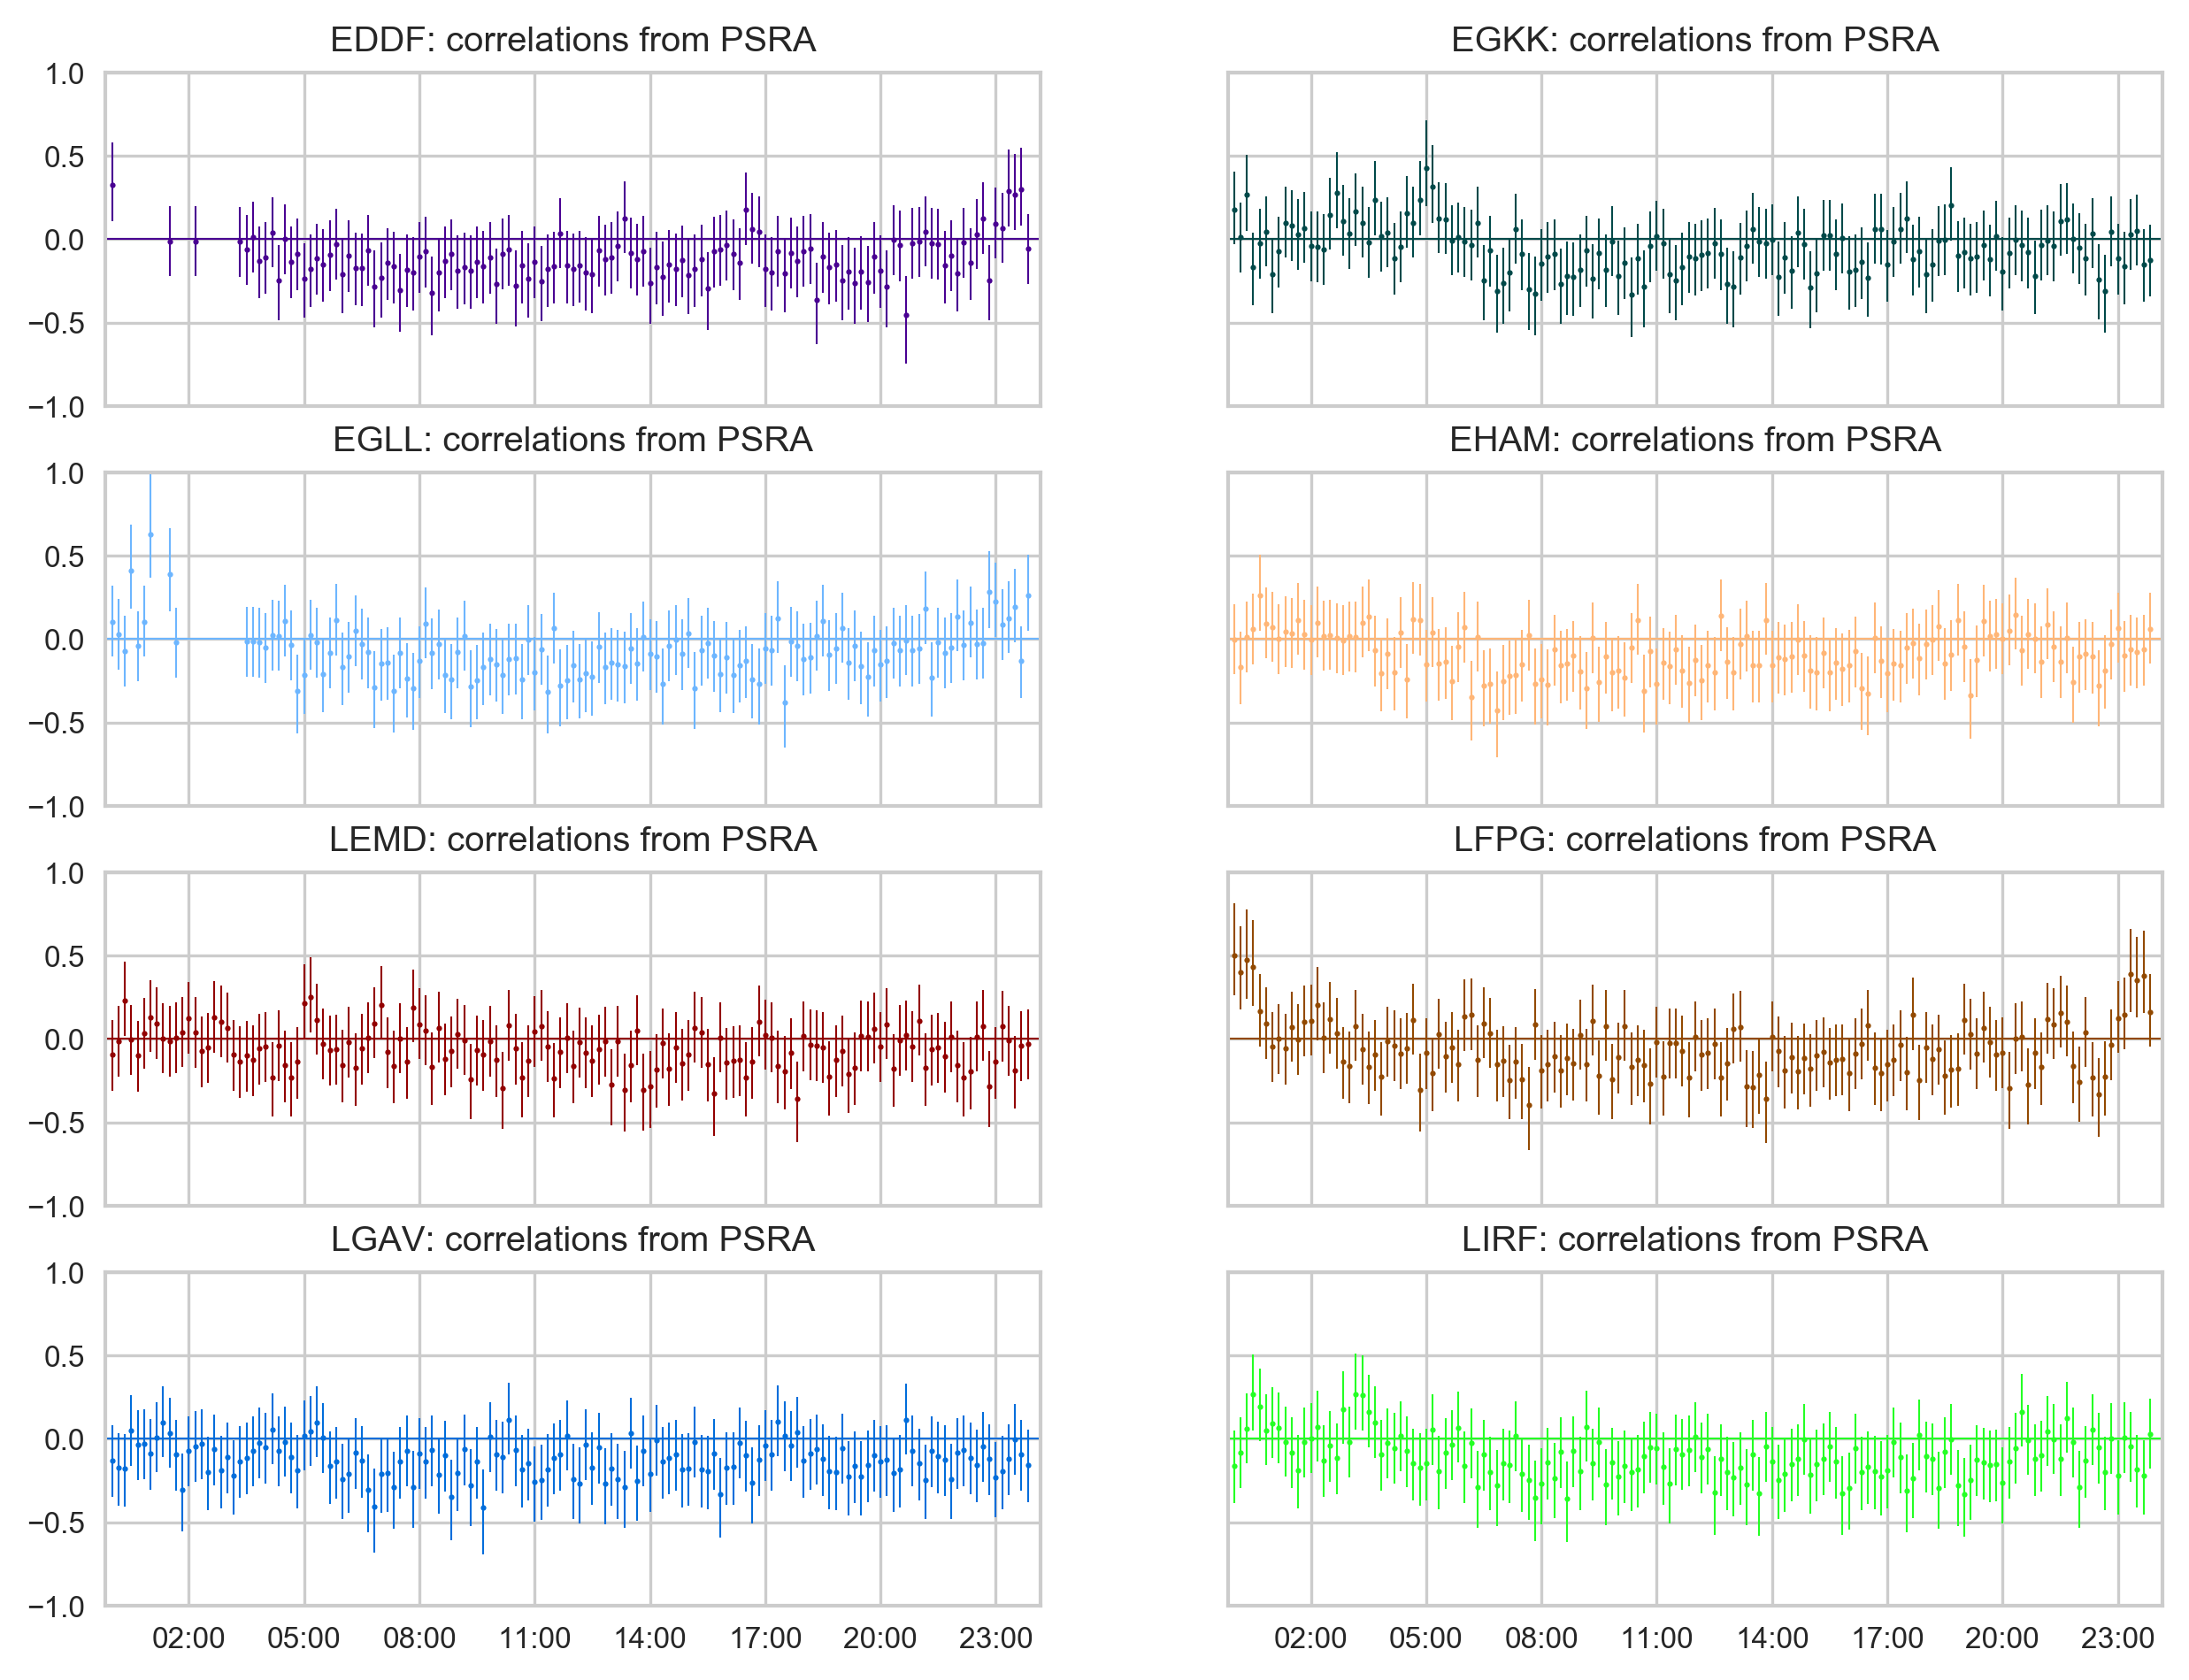 EDDF: correlations from PSRA
EGKK: correlations from PSRA
1.0
0.5
0.0
−0.5
−1.0
EGLL: correlations from PSRA
EHAM: correlations from PSRA
1.0
0.5
0.0
−0.5
−1.0
LEMD: correlations from PSRA
LFPG: correlations from PSRA
1.0
0.5
0.0
−0.5
−1.0
LGAV: correlations from PSRA
LIRF: correlations from PSRA
1.0
0.5
0.0
−0.5
−1.0
02:00 05:00 08:00 11:00 14:00 17:00 20:00 23:00
02:00 05:00 08:00 11:00 14:00 17:00 20:00 23:00